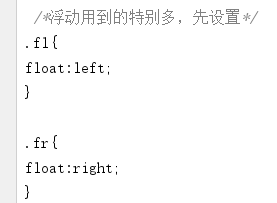 /*浮动用到的特别多，先设置*/
.fl{
float:left;
}
.fr{
float:right;
}